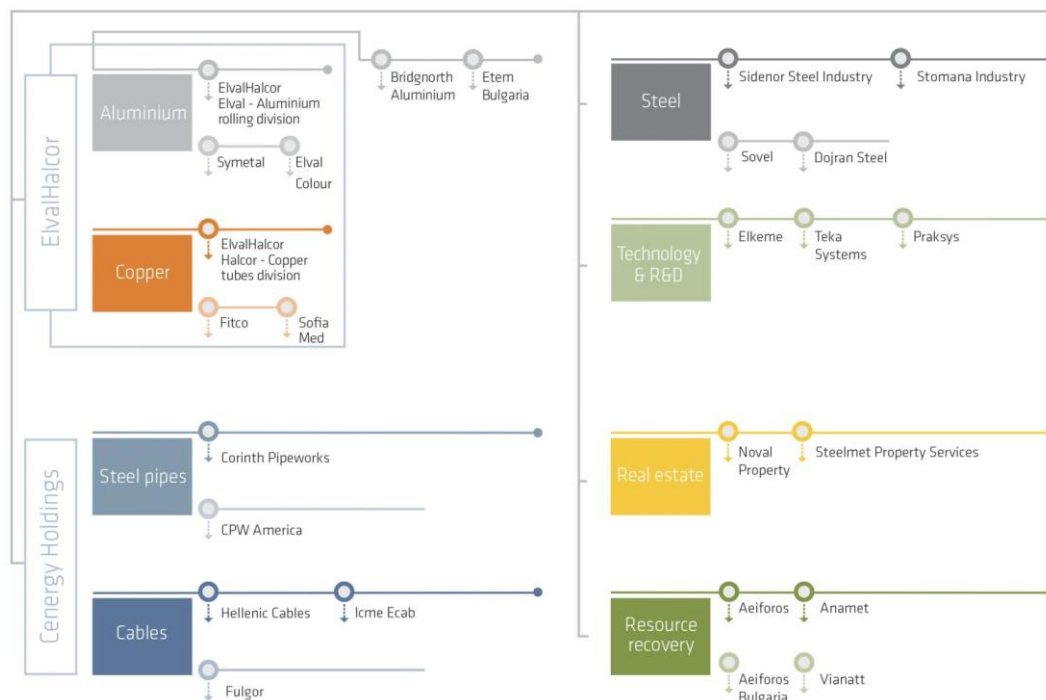 ElvalHalcor
Aluminium
ElvalHalcor
Elval - Aluminium
rolling division
Symetal
Elval
Colour
Bridgnorth
Aluminium
Etem
Bulgaria
Copper
ElvalHalcor
Halcor - Copper
tubes division
Fitco
Sofia
Med
Cenergy Holdings
Steel pipes
Corinth Pipeworks
CPW America
Cables
Hellenic Cables
Icme Ecab
Fulgor
Steel
Sidenor Steel Industry
Stomana Industry
Sovel
Dojran Steel
Technology
& R&D
Elkeme
Teka
Systems
Praksys
Real estate
Noval
Property
Steelmet Property Services
Resource
recovery
Aeiforos
Anamet
Aeiforos
Bulgaria
Vianatt